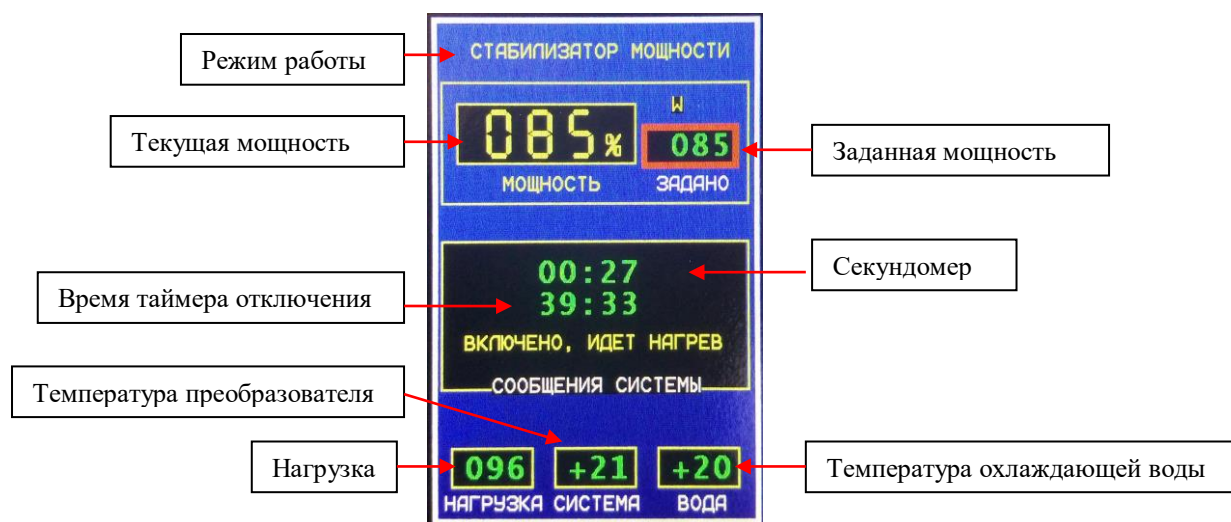 СТАБИЛИЗАТОР МОЩНОСТИ
Режим работы
W
085%
085
Текущая мощность
Заданная мощность
МОЩНОСТЬ
ЗАДАНО
Секундомер
00:27
Время таймера отключения
39:33
ВКЛЮЧЕНО, ИДЕТ НАГРЕВ
СООБЩЕНИЯ СИСТЕМЫ
Температура преобразователя
Нагрузка
096
+21
+20
Температура охлаждающей воды
НАГРУЗКА
СИСТЕМА
ВОДА